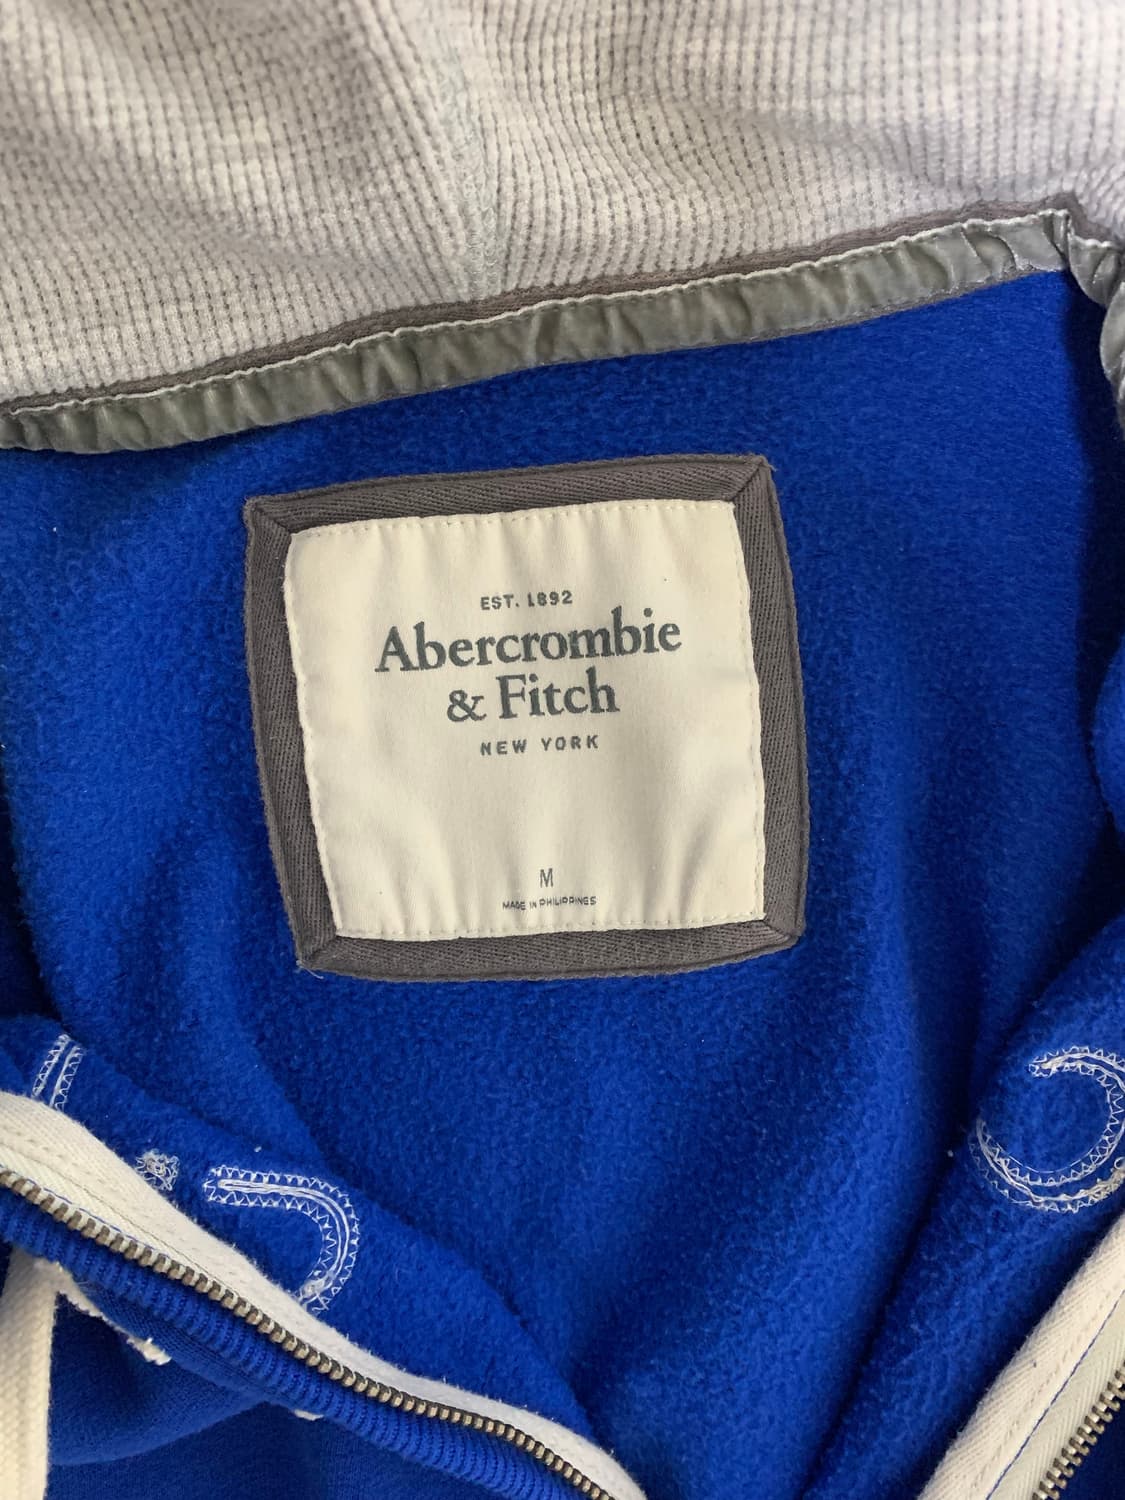 EST. 1892
Abercrombie
& Fitch
NEW YORK
M
MADE IN PHILIPPINES